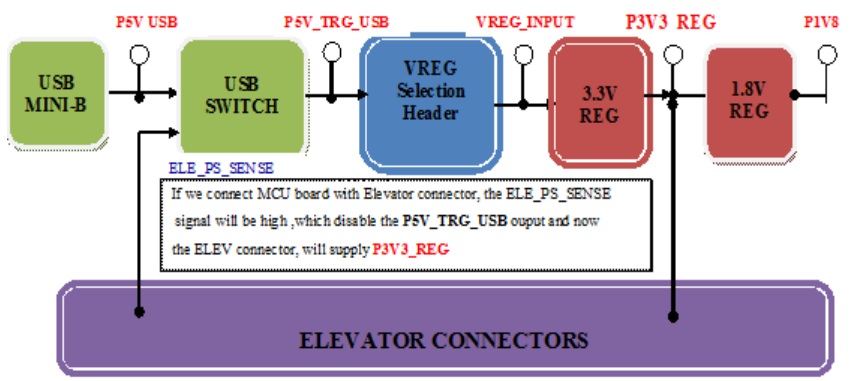 P5V USB
P5V_TRG_USB
VREG_INPUT
P3V3_REG
P1V8
USB
MINI-B
USB
SWITCH
VREG
Selection
Header
3.3V
REG
1.8V
REG
ELE_PS_SENSE
If we connect MCU board with Elevator connector, the ELE_PS_SENSE
signal will be high ,which disable the P5V_TRG_USB ouput and now
the ELEV connector, will supply P3V3_REG
ELEVATOR CONNECTORS